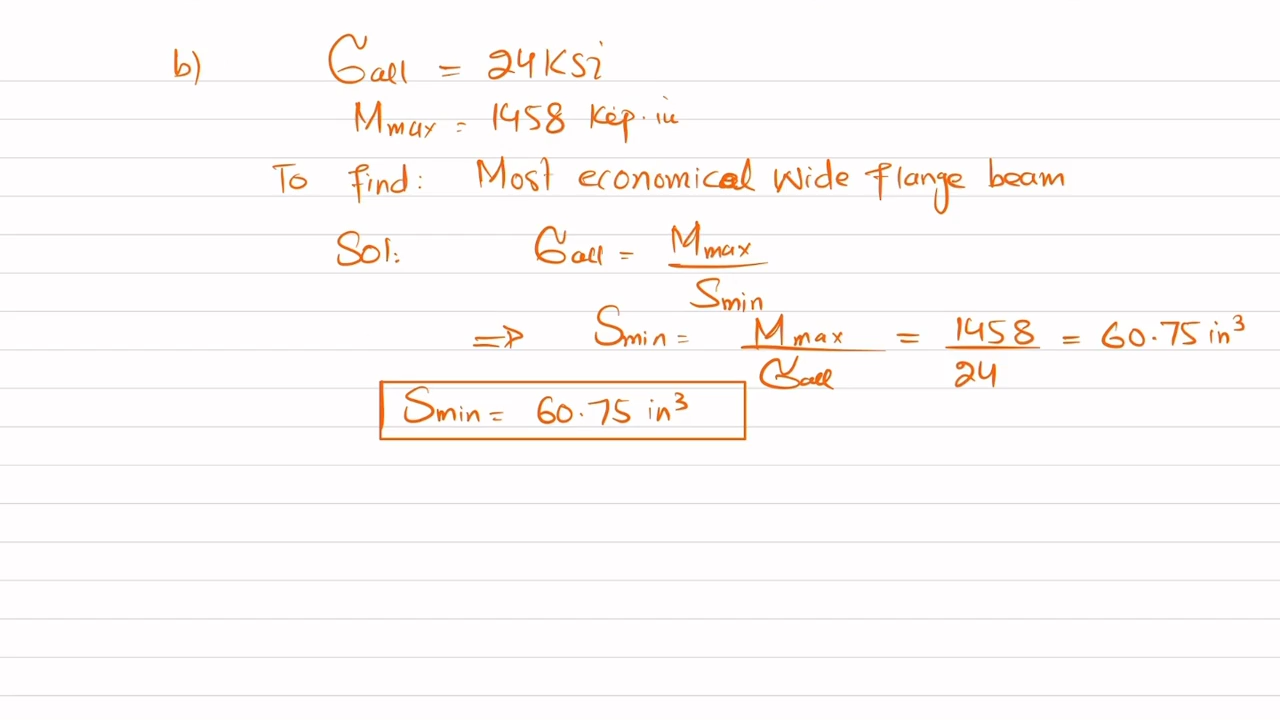 b) σall = 24 Ksi
Mmax = 1458 Kip.in
To find: Most economical wide flange beam
Sol: σall = Mmax / Smin
⇒ Smin = Mmax / σall = 1458 / 24 = 60.75 in³
Smin = 60.75 in³